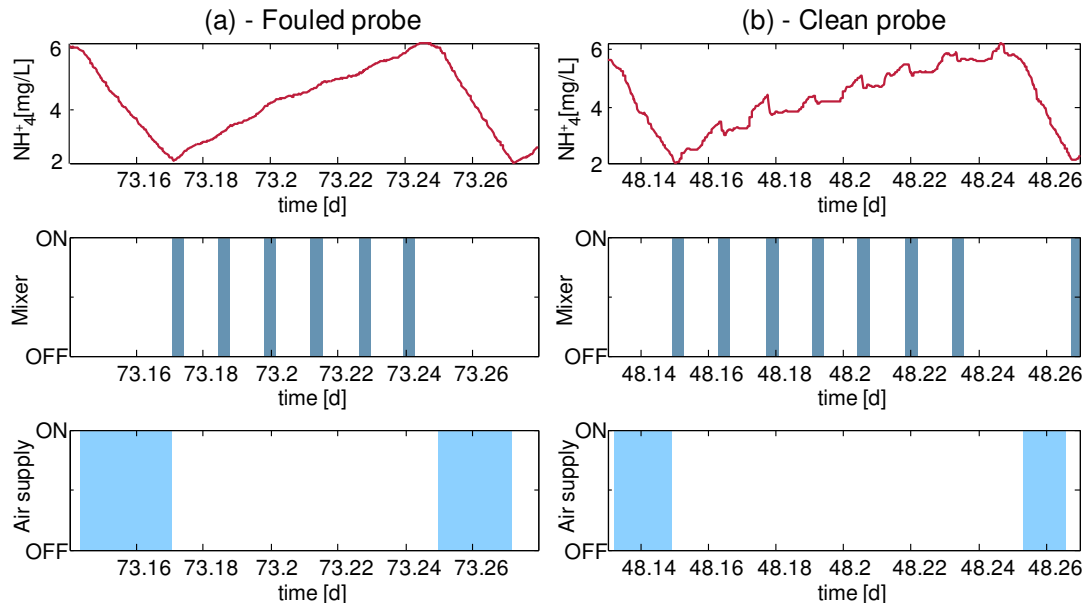 (a) - Fouled probe
(b) - Clean probe
NH⁺₄[mg/L]
6
4
2
73.16 73.18 73.2 73.22 73.24 73.26
time [d]
NH⁺₄[mg/L]
6
4
2
48.14 48.16 48.18 48.2 48.22 48.24 48.26
time [d]
Mixer
ON
OFF
73.16 73.18 73.2 73.22 73.24 73.26
time [d]
Mixer
ON
OFF
48.14 48.16 48.18 48.2 48.22 48.24 48.26
time [d]
Air supply
ON
OFF
73.16 73.18 73.2 73.22 73.24 73.26
time [d]
Air supply
ON
OFF
48.14 48.16 48.18 48.2 48.22 48.24 48.26
time [d]